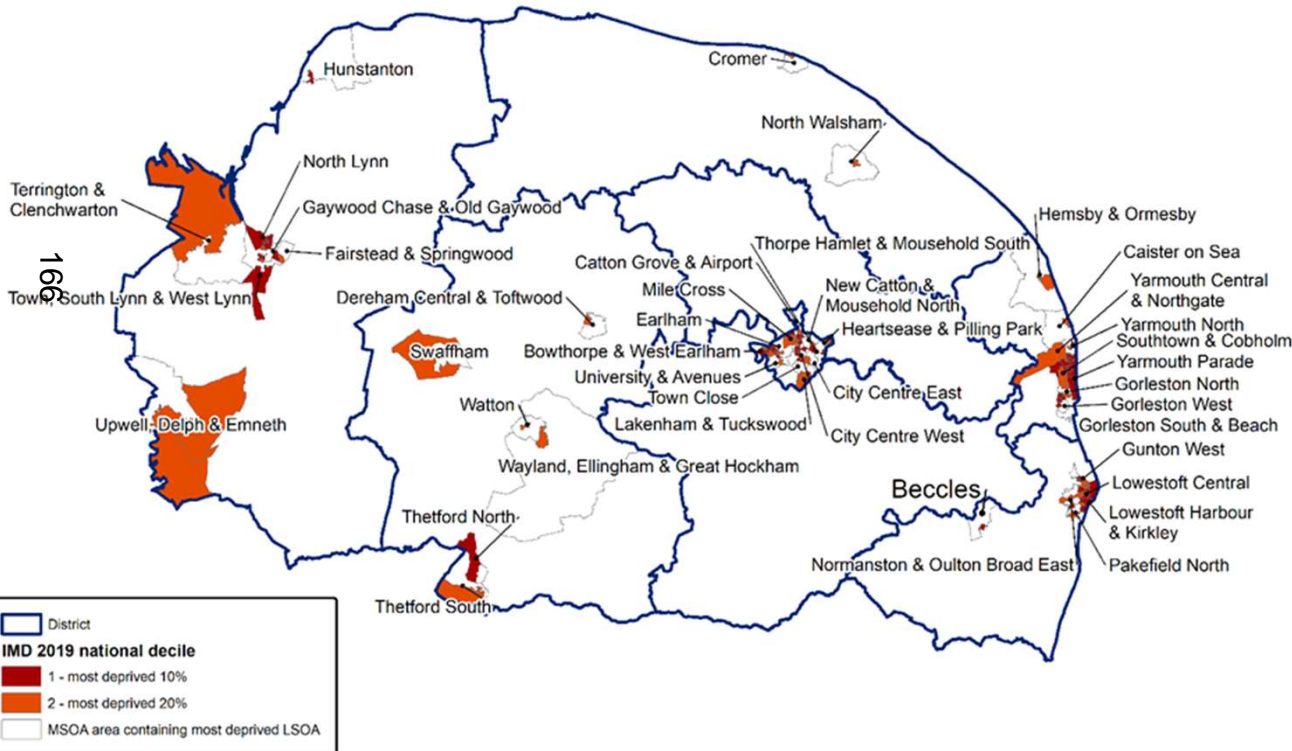 Cromer
Hunstanton
North Walsham
North Lynn
Terrington &
Clenchwarton
Gaywood Chase & Old Gaywood
Hemsby & Ormesby
Fairstead & Springwood
Thorpe Hamlet & Mousehold South
Caister on Sea
166
Catton Grove & Airport
Yarmouth Central
& Northgate
Town, South Lynn & West Lynn
Dereham Central & Toftwood
Mile Cross
New Catton &
Mousehold North
Earlham
Heartsease & Pilling Park
Yarmouth North
Southtown & Cobholm
Swaffham
Bowthorpe & West Earlham
Yarmouth Parade
University & Avenues
Gorleston North
Town Close
City Centre East
Watton
Gorleston West
Upwell, Delph & Emneth
Lakenham & Tuckswood
Gorleston South & Beach
City Centre West
Gunton West
Wayland, Ellingham & Great Hockham
Beccles
Lowestoft Central
Thetford North
Lowestoft Harbour
& Kirkley
Normanston & Oulton Broad East
Pakefield North
Thetford South
District
IMD 2019 national decile
1 - most deprived 10%
2 - most deprived 20%
MSOA area containing most deprived LSOA